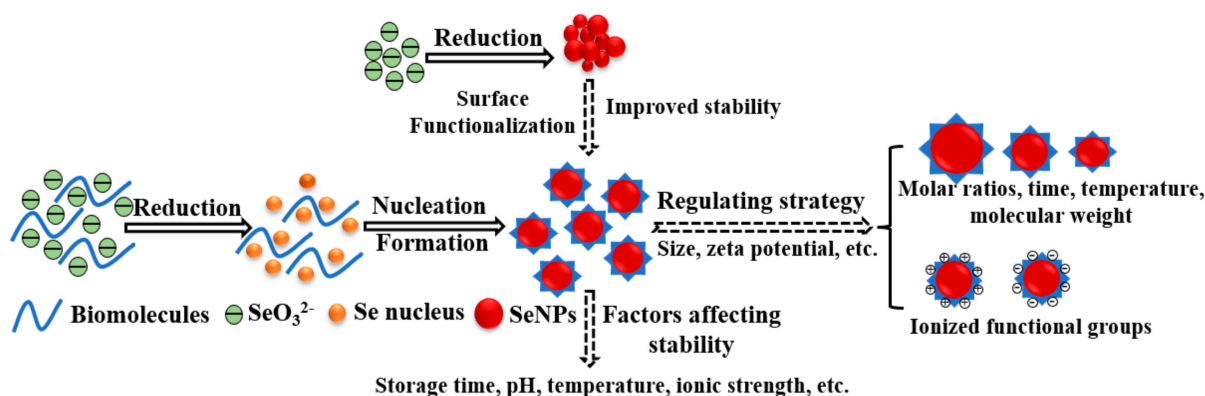 Reduction
Surface
Functionalization
Improved stability
Reduction
Nucleation
Formation
Regulating strategy
Size, zeta potential, etc.
Molar ratios, time, temperature,
molecular weight
Ionized functional groups
Biomolecules
SeO₃²⁻
Se nucleus
SeNPs
Factors affecting
stability
Storage time, pH, temperature, ionic strength, etc.